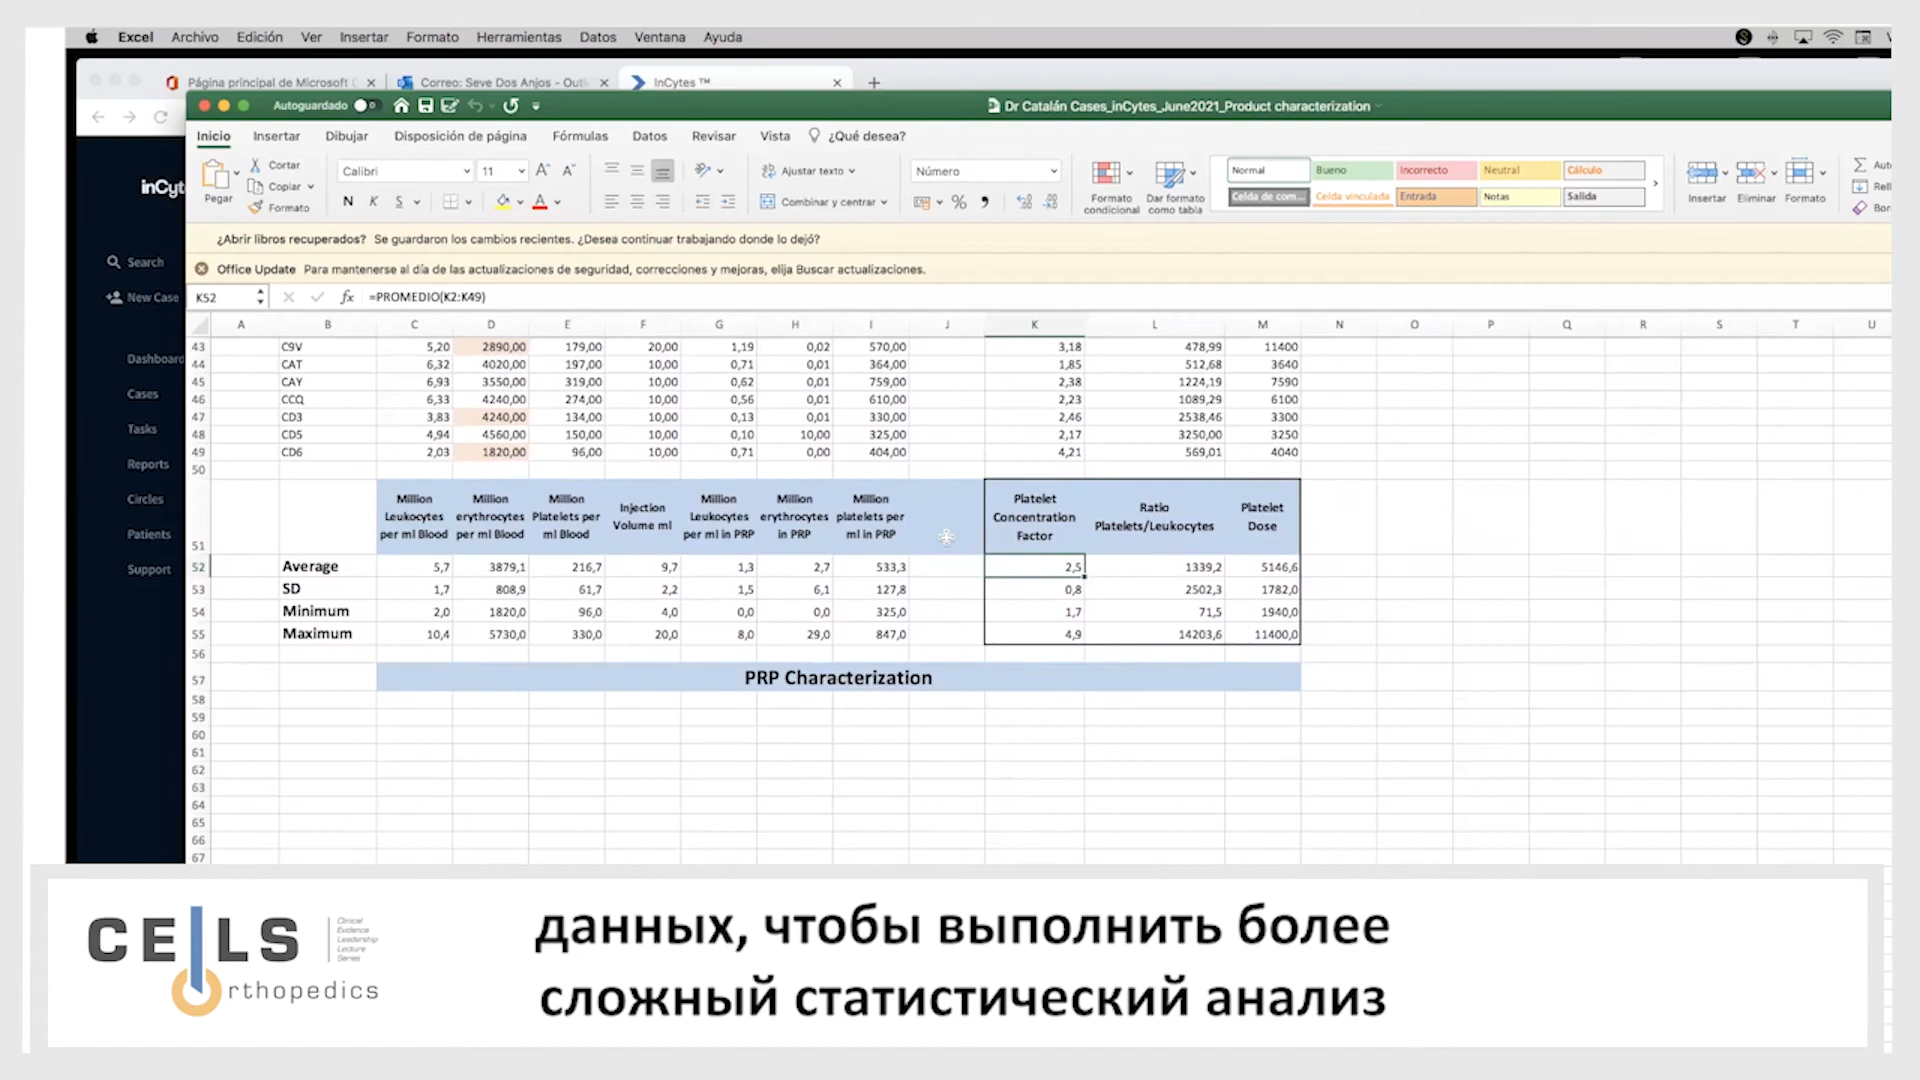 Excel Archivo Edición Ver Insertar Formato Herramientas Datos Ventana Ayuda
Página principal de Microsoft Correo: Seve Dos Anjos - Outl InCytes ™
Autoguardado Dr Catalán Cases_inCytes_June2021_Product characterization
Inicio Insertar Dibujar Disposición de página Fórmulas Datos Revisar Vista ¿Qué desea?
Pegar Cortar Copiar Formato
Calibri 11 N K S
Ajustar texto Combinar y centrar
Número %
Formato condicional Dar formato como tabla
Normal Bueno Incorrecto Neutral Cálculo
Celda de com... Celda vinculada Entrada Notas Salida
Insertar Eliminar Formato
¿Abrir libros recuperados? Se guardaron los cambios recientes. ¿Desea continuar trabajando donde lo dejó?
Office Update Para mantenerse al día de las actualizaciones de seguridad, correcciones y mejoras, elija Buscar actualizaciones.
K52 fx =PROMEDIO(K2:K49)
inCyt
Search
New Case
Dashboard
Cases
Tasks
Reports
Circles
Patients
Support
A B C D E F G H I J K L M N O P Q R S T U
43 C9V 5,20 2890,00 179,00 20,00 1,19 0,02 570,00 3,18 478,99 11400
44 CAT 6,32 4020,00 197,00 10,00 0,71 0,01 364,00 1,85 512,68 3640
45 CAY 6,93 3550,00 319,00 10,00 0,62 0,01 759,00 2,38 1224,19 7590
46 CCQ 6,33 4240,00 274,00 10,00 0,56 0,01 610,00 2,23 1089,29 6100
47 CD3 3,83 4240,00 134,00 10,00 0,13 0,01 330,00 2,46 2538,46 3300
48 CD5 4,94 4560,00 150,00 10,00 0,10 10,00 325,00 2,17 3250,00 3250
49 CD6 2,03 1820,00 96,00 10,00 0,71 0,00 404,00 4,21 569,01 4040
50
51 Million Leukocytes per ml Blood Million erythrocytes per ml Blood Million Platelets per ml Blood Injection Volume ml Million Leukocytes per ml in PRP Million erythrocytes in PRP Million platelets per ml in PRP Platelet Concentration Factor Ratio Platelets/Leukocytes Platelet Dose
52 Average 5,7 3879,1 216,7 9,7 1,3 2,7 533,3 2,5 1339,2 5146,6
53 SD 1,7 808,9 61,7 2,2 1,5 6,1 127,8 0,8 2502,3 1782,0
54 Minimum 2,0 1820,0 96,0 4,0 0,0 0,0 325,0 1,7 71,5 1940,0
55 Maximum 10,4 5730,0 330,0 20,0 8,0 29,0 847,0 4,9 14203,6 11400,0
56
57 PRP Characterization
58
59
60
61
62
63
64
65
66
67
CELLS Orthopedics
Clinical
Evidence
Leadership
Lecture
Series
данных, чтобы выполнить более
сложный статистический анализ